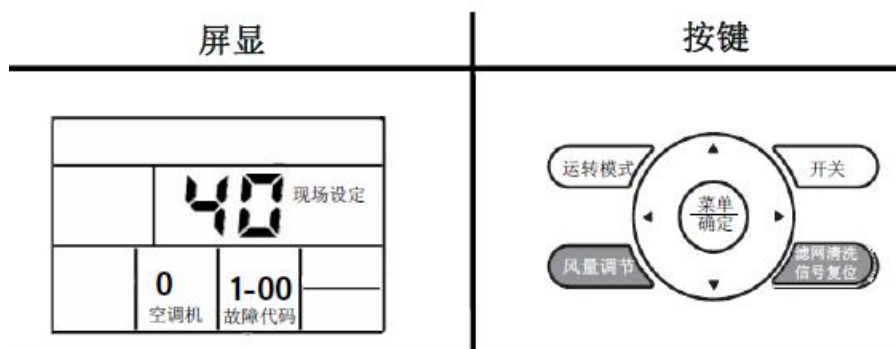 屏显
按键
40 现场设定
0
空调机
1-00
故障代码
运转模式
开关
菜单
确定
风量调节
滤网清洗
信号复位